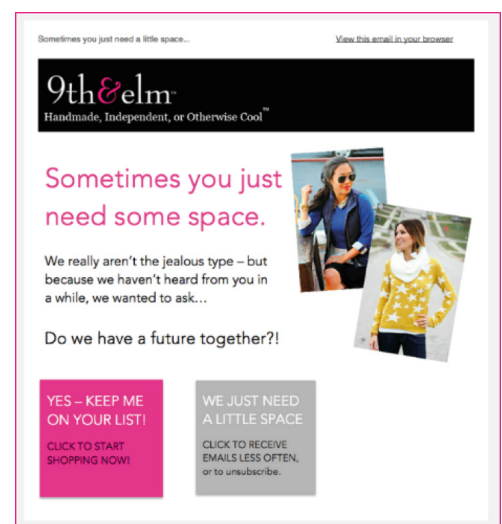 Sometimes you just need a little space...
View this email in your browser
9th&elm™
Handmade, Independent, or Otherwise Cool™
Sometimes you just
need some space.
We really aren't the jealous type – but
because we haven't heard from you in
a while, we wanted to ask...
Do we have a future together?!
YES – KEEP ME
ON YOUR LIST!
CLICK TO START
SHOPPING NOW!
WE JUST NEED
A LITTLE SPACE
CLICK TO RECEIVE
EMAILS LESS OFTEN,
or to unsubscribe.